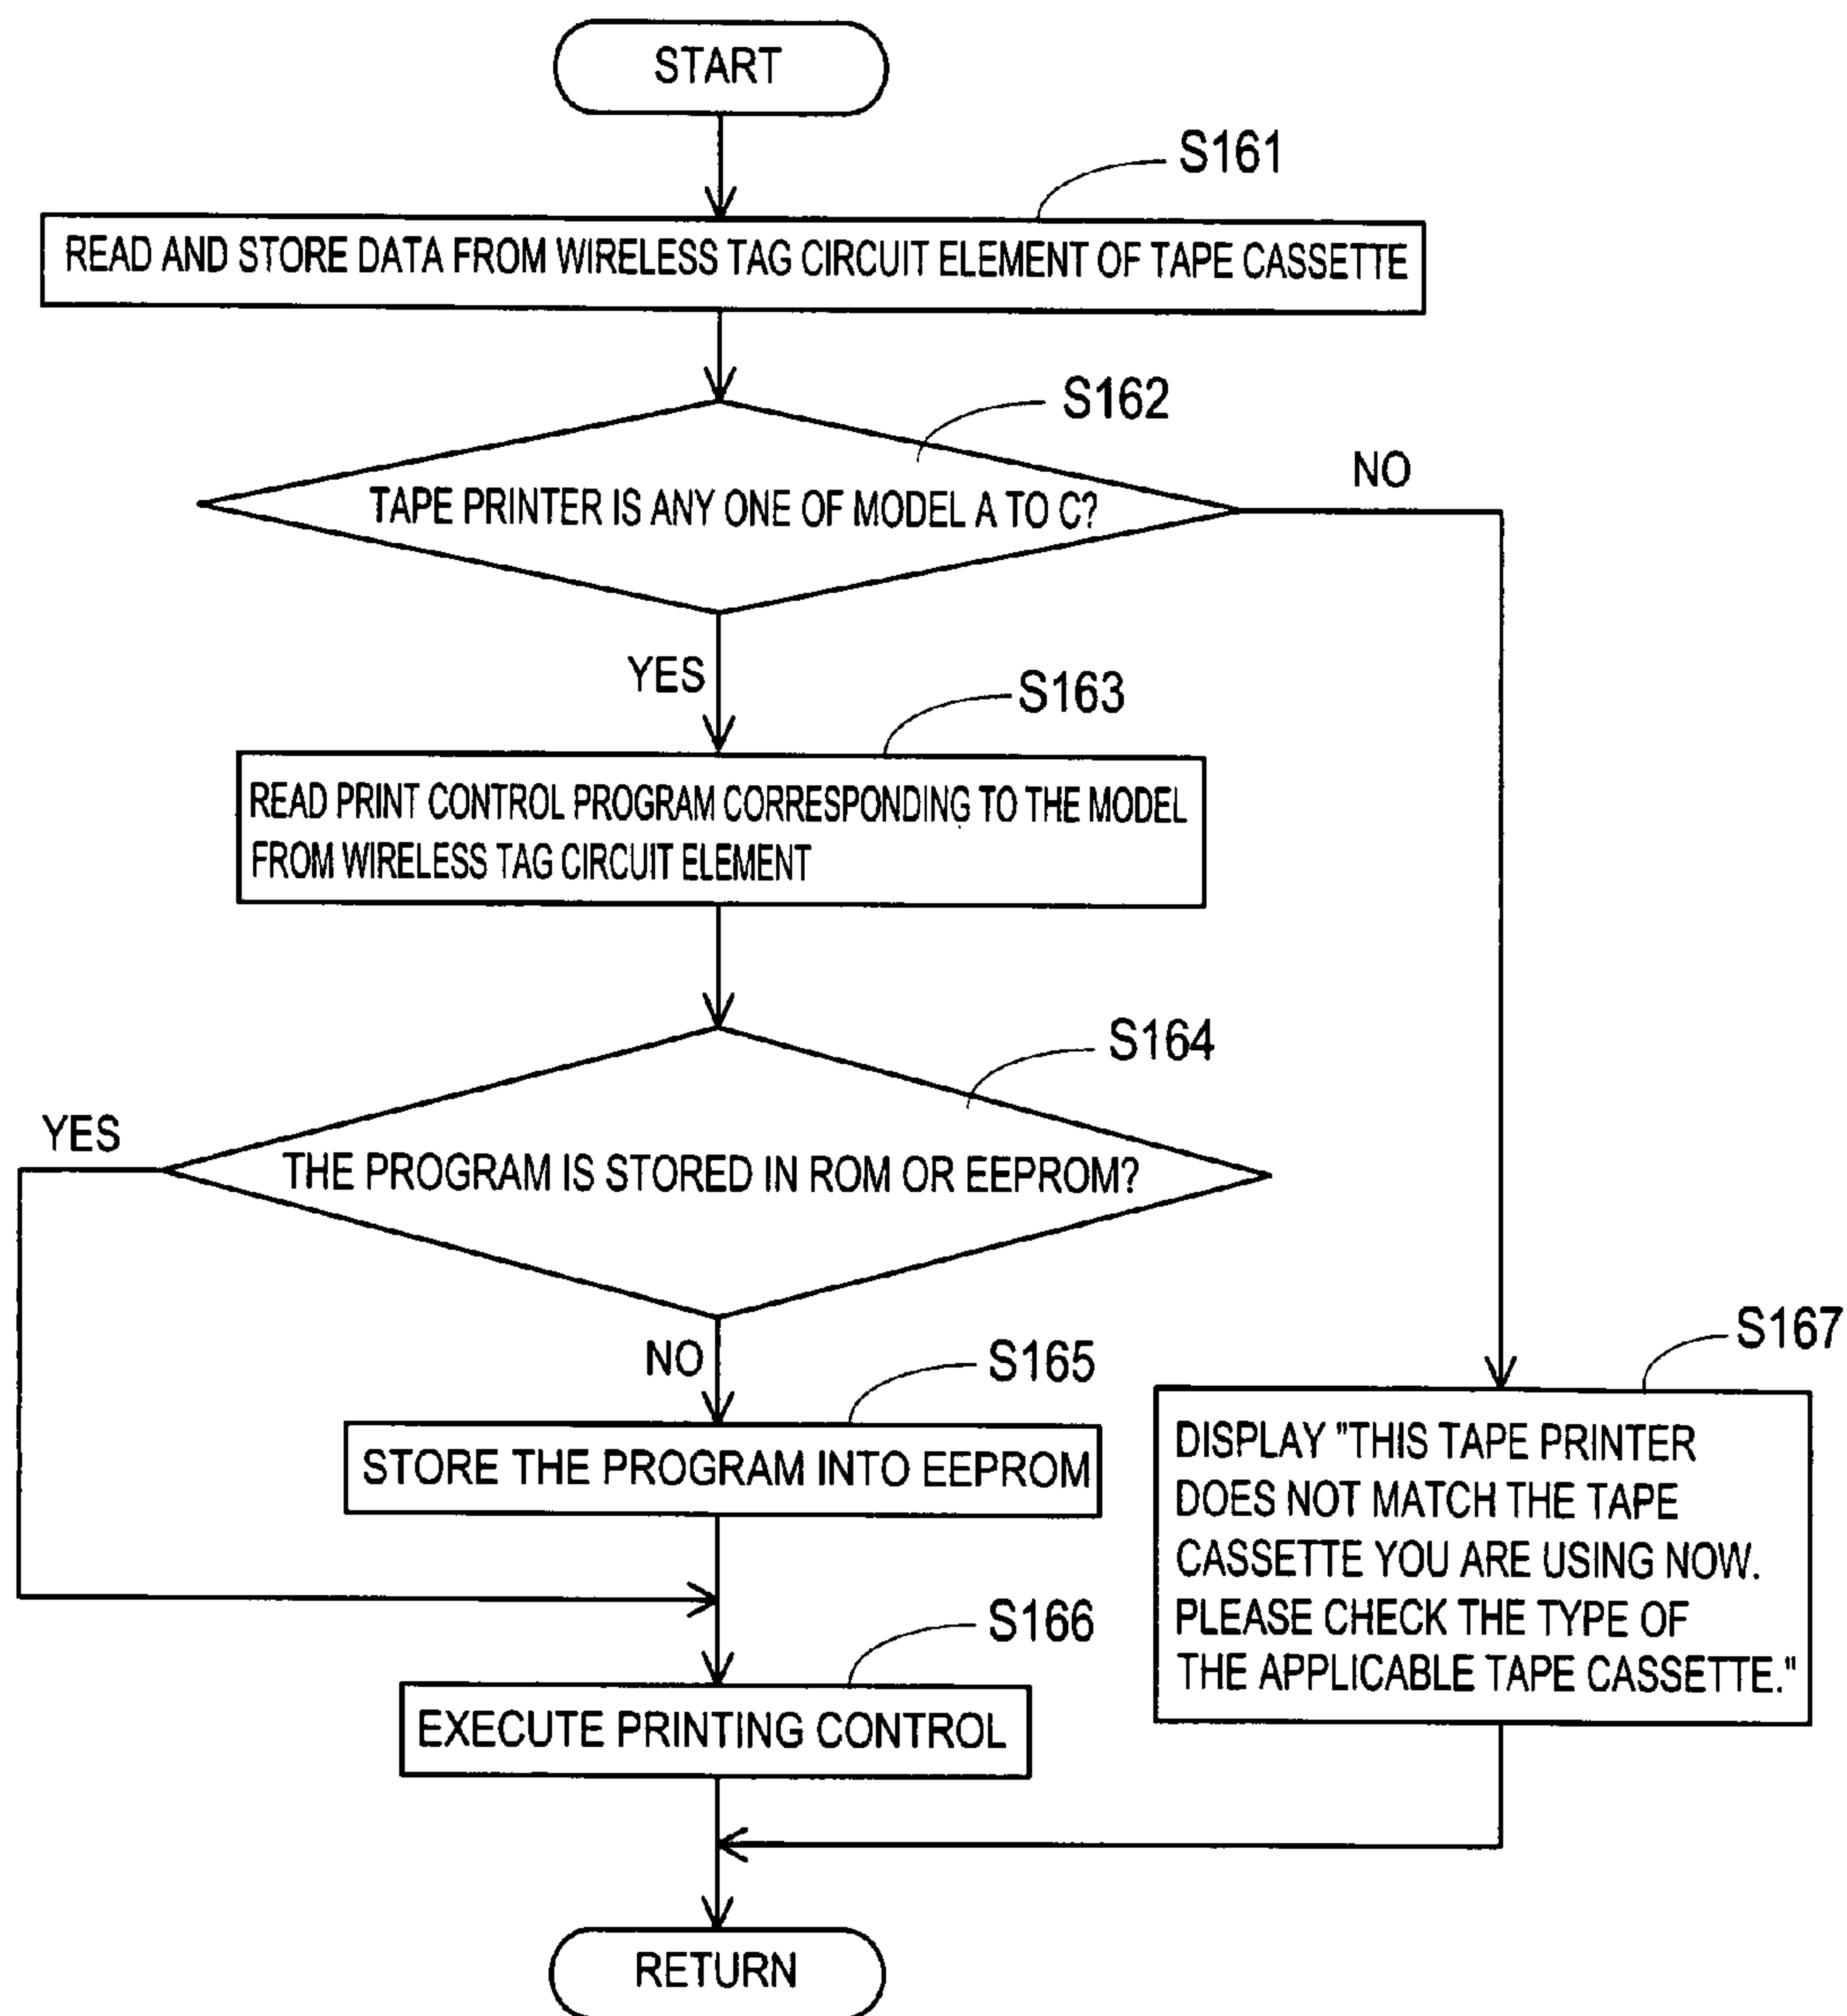 START
S161
READ AND STORE DATA FROM WIRELESS TAG CIRCUIT ELEMENT OF TAPE CASSETTE
S162
TAPE PRINTER IS ANY ONE OF MODEL A TO C?
NO
YES
S163
READ PRINT CONTROL PROGRAM CORRESPONDING TO THE MODEL
FROM WIRELESS TAG CIRCUIT ELEMENT
S164
YES
THE PROGRAM IS STORED IN ROM OR EEPROM?
NO
S165
STORE THE PROGRAM INTO EEPROM
S166
EXECUTE PRINTING CONTROL
S167
DISPLAY "THIS TAPE PRINTER
DOES NOT MATCH THE TAPE
CASSETTE YOU ARE USING NOW.
PLEASE CHECK THE TYPE OF
THE APPLICABLE TAPE CASSETTE."
RETURN